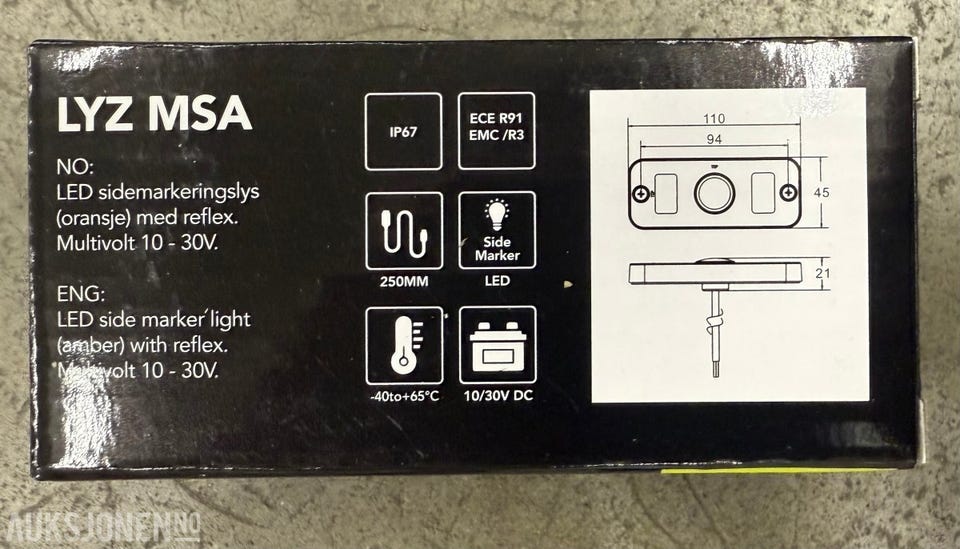 LYZ MSA
NO:
LED sidemarkeringslys
(oransje) med reflex.
Multivolt 10 - 30V.
ENG:
LED side marker light
(amber) with reflex.
Multivolt 10 - 30V.
IP67
ECE R91
EMC /R3
250MM
Side
Marker
LED
-40to+65°C
10/30V DC
110
94
45
21
AUKSJONEN.NO